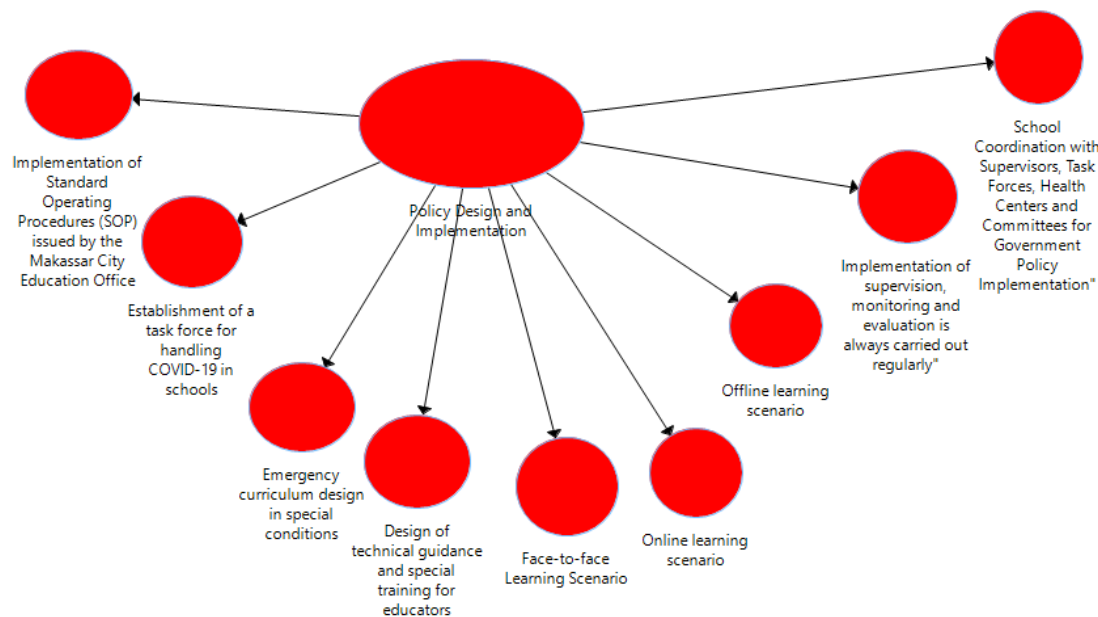 Policy Design and
Implementation
Implementation of
Standard
Operating
Procedures (SOP)
issued by the
Makassar City
Education Office
Establishment of a
task force for
handling
COVID-19 in
schools
Emergency
curriculum design
in special
conditions
Design of
technical guidance
and special
training for
educators
Face-to-face
Learning Scenario
Online learning
scenario
Offline learning
scenario
Implementation of
supervision,
monitoring and
evaluation is
always carried out
regularly"
School
Coordination with
Supervisors, Task
Forces, Health
Centers and
Committees for
Government
Policy
Implementation"